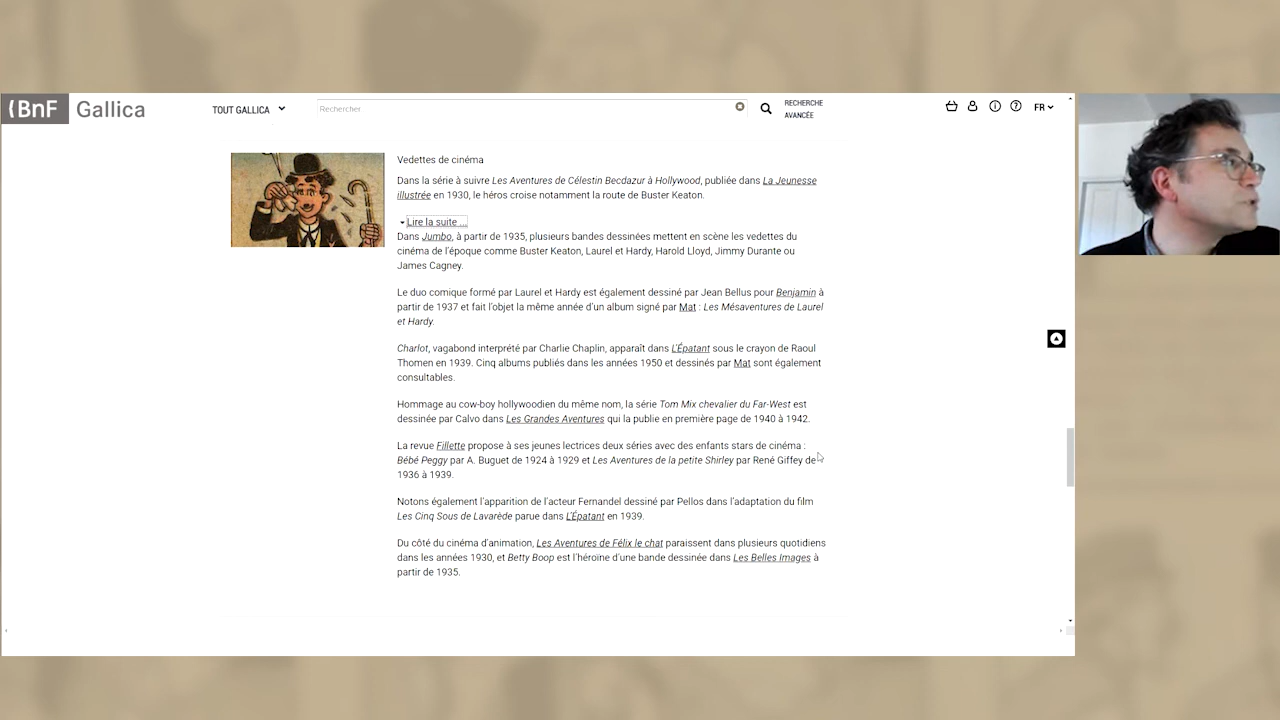 BnF Gallica
TOUT GALLICA
Rechercher
RECHERCHE
AVANCÉE
FR
Vedettes de cinéma
Dans la série à suivre Les Aventures de Célestin Becdazur à Hollywood, publiée dans La Jeunesse
illustrée en 1930, le héros croise notamment la route de Buster Keaton.
Lire la suite ...
Dans Jumbo, à partir de 1935, plusieurs bandes dessinées mettent en scène les vedettes du
cinéma de l'époque comme Buster Keaton, Laurel et Hardy, Harold Lloyd, Jimmy Durante ou
James Cagney.
Le duo comique formé par Laurel et Hardy est également dessiné par Jean Bellus pour Benjamin à
partir de 1937 et fait l'objet la même année d'un album signé par Mat : Les Mésaventures de Laurel
et Hardy.
Charlot, vagabond interprété par Charlie Chaplin, apparaît dans L'Épatant sous le crayon de Raoul
Thomen en 1939. Cinq albums publiés dans les années 1950 et dessinés par Mat sont également
consultables.
Hommage au cow-boy hollywoodien du même nom, la série Tom Mix chevalier du Far-West est
dessinée par Calvo dans Les Grandes Aventures qui la publie en première page de 1940 à 1942.
La revue Fillette propose à ses jeunes lectrices deux séries avec des enfants stars de cinéma :
Bébé Peggy par A. Buguet de 1924 à 1929 et Les Aventures de la petite Shirley par René Giffey de
1936 à 1939.
Notons également l'apparition de l'acteur Fernandel dessiné par Pellos dans l'adaptation du film
Les Cinq Sous de Lavarède parue dans L'Épatant en 1939.
Du côté du cinéma d'animation, Les Aventures de Félix le chat paraissent dans plusieurs quotidiens
dans les années 1930, et Betty Boop est l'héroïne d'une bande dessinée dans Les Belles Images à
partir de 1935.